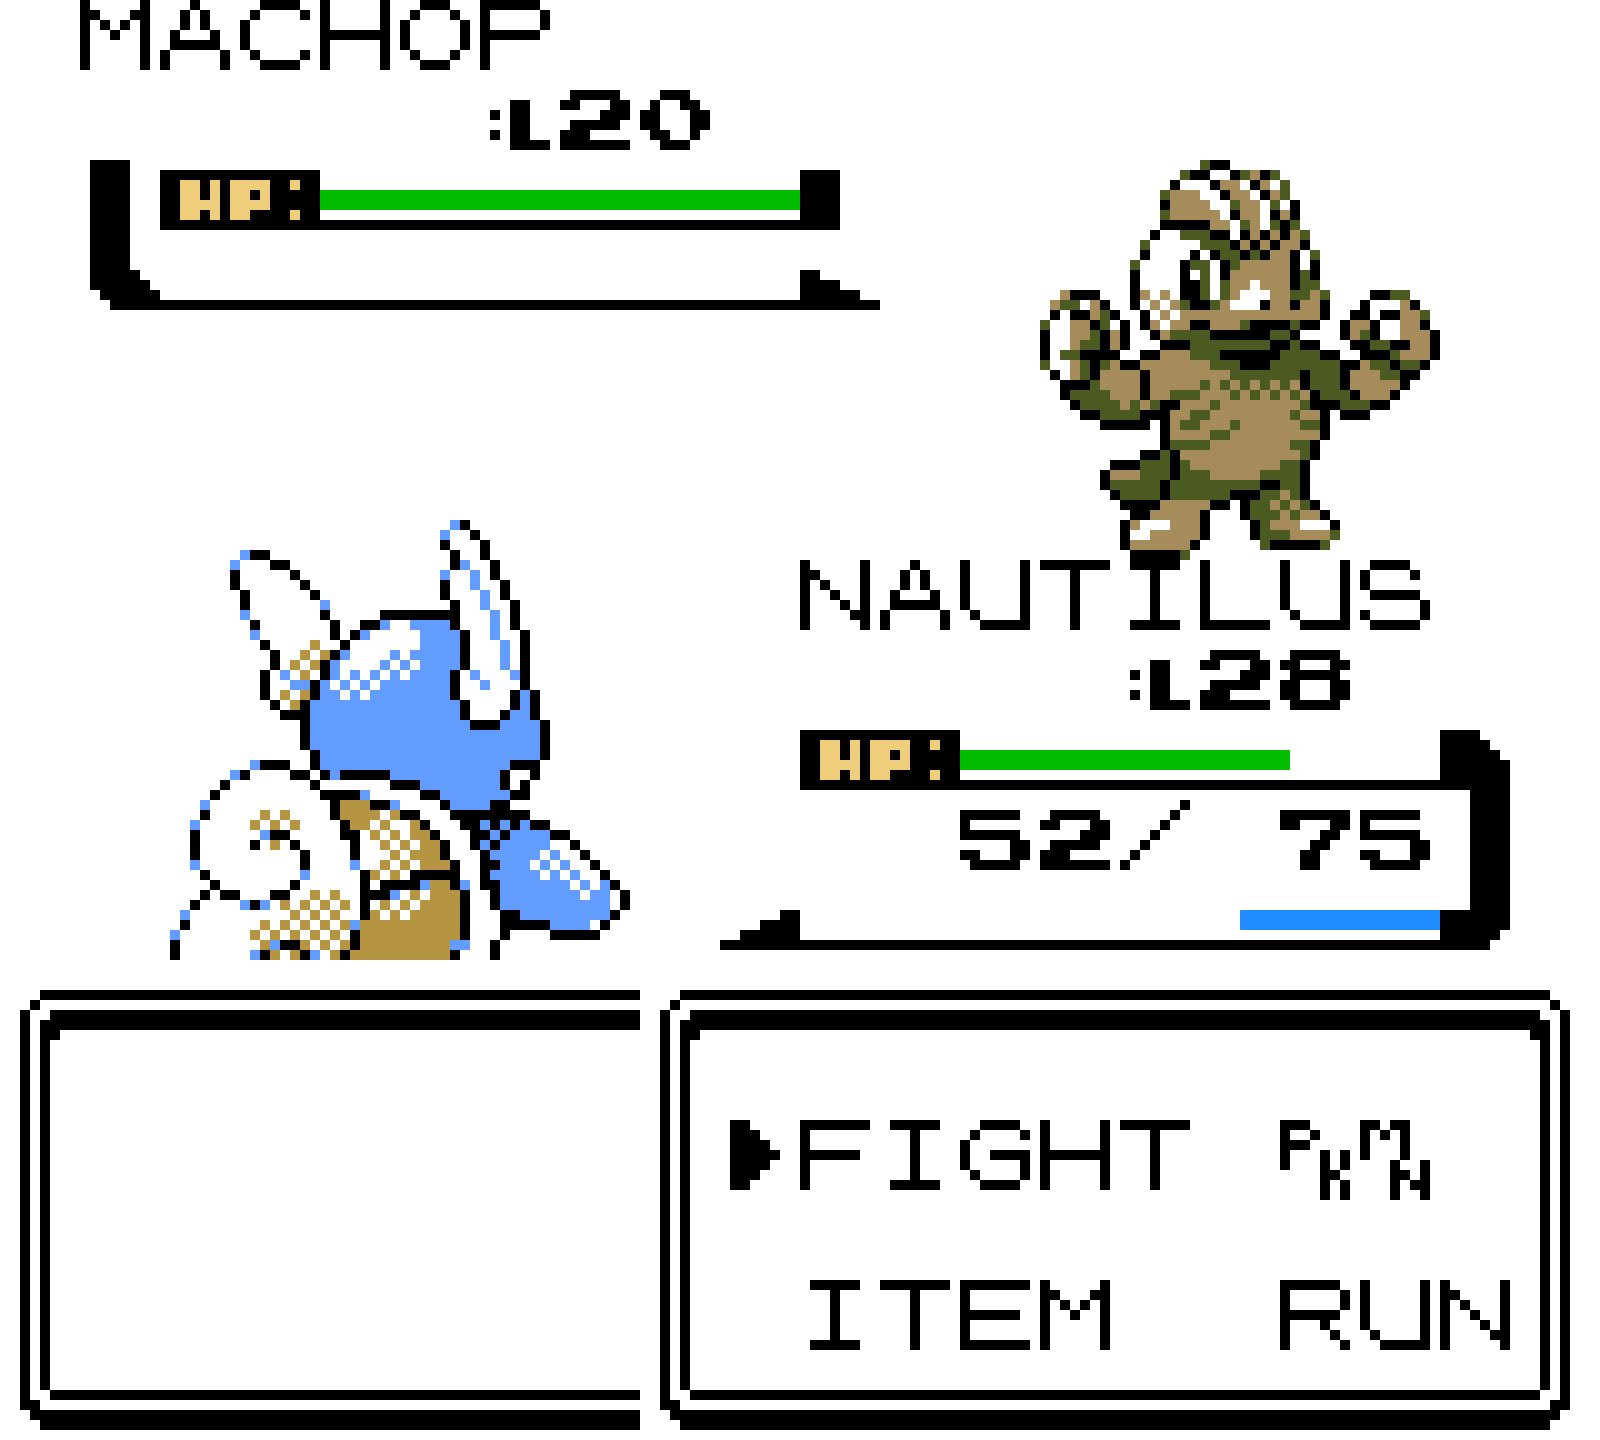 MACHOP
:L20
HP:
NAUTILUS
:L28
HP:
52/ 75
▶FIGHT PKMN
ITEM RUN